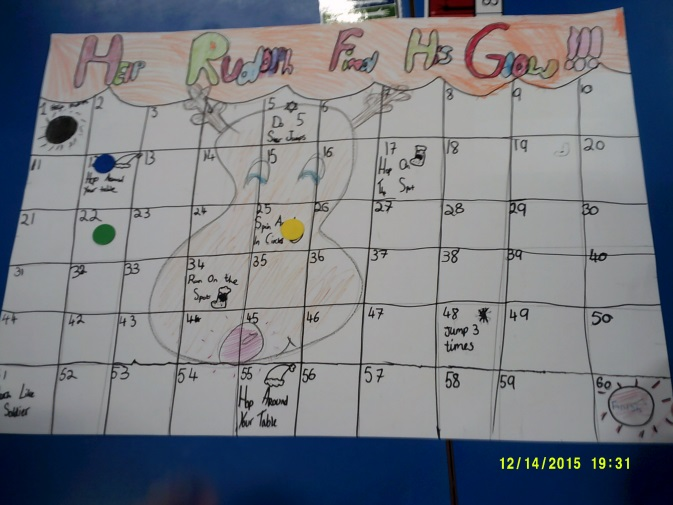 Help Rudolph Find His Glow!!!
1 2 3 5 6 7 8 9 10
Do 5
Star Jumps
11 13 14 15 16 17 18 19 20
Hop Around
Your table
Hop On
The Spot
21 22 23 24 25 26 27 28 29 30
Spin A
In Circle
31 32 33 34 35 36 37 38 39 40
Run On the
Spot
41 42 43 44 45 46 47 48 49 50
Jump 3
times
52 53 54 55 56 57 58 59 60
Like
Soldier
Hop Around
Your Table
12/14/2015 19:31